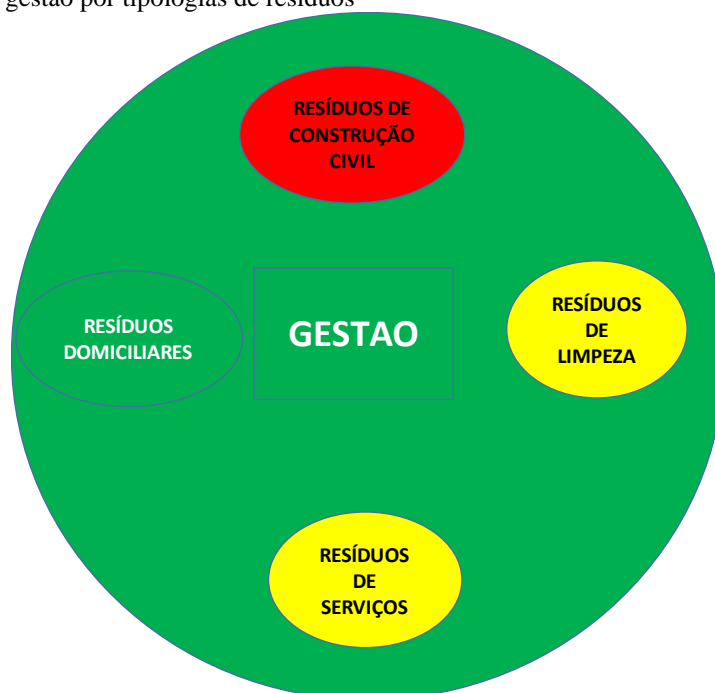 gestão por tipologias de resíduos
RESÍDUOS DE
CONSTRUÇÃO
CIVIL
RESÍDUOS
DOMICILIARES
GESTAO
RESÍDUOS
DE
LIMPEZA
RESÍDUOS
DE
SERVIÇOS